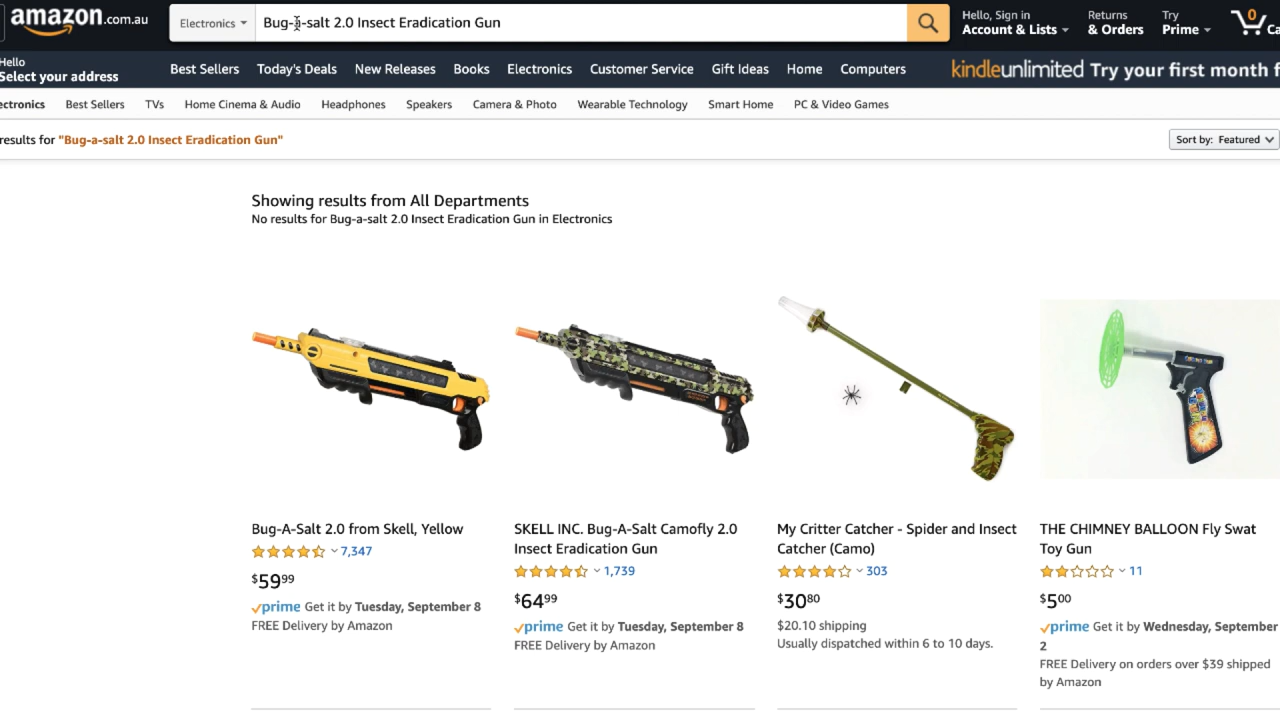 amazon.com.au
Electronics
Bug-a-salt 2.0 Insect Eradication Gun
Hello, Sign in
Account & Lists
Returns
& Orders
Try
Prime
0
Ca
Hello
Select your address
Best Sellers Today's Deals New Releases Books Electronics Customer Service Gift Ideas Home Computers
kindleunlimited Try your first month f
ectronics Best Sellers TVs Home Cinema & Audio Headphones Speakers Camera & Photo Wearable Technology Smart Home PC & Video Games
results for "Bug-a-salt 2.0 Insect Eradication Gun"
Sort by: Featured
Showing results from All Departments
No results for Bug-a-salt 2.0 Insect Eradication Gun in Electronics
Bug-A-Salt 2.0 from Skell, Yellow
7,347
$5999
prime Get it by Tuesday, September 8
FREE Delivery by Amazon
SKELL INC. Bug-A-Salt Camofly 2.0
Insect Eradication Gun
1,739
$6499
prime Get it by Tuesday, September 8
FREE Delivery by Amazon
My Critter Catcher - Spider and Insect
Catcher (Camo)
303
$3080
$20.10 shipping
Usually dispatched within 6 to 10 days.
THE CHIMNEY BALLOON Fly Swat
Toy Gun
11
$500
prime Get it by Wednesday, September
2
FREE Delivery on orders over $39 shipped
by Amazon